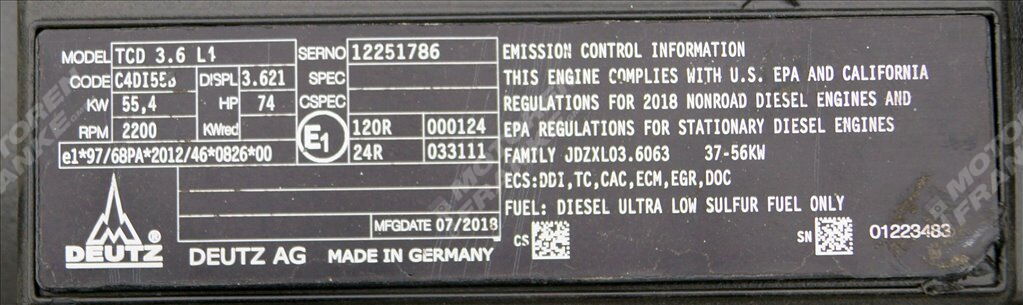 MODEL TCD 3.6 L4
CODE DISPL 3.621
KW 55,4 HP 74
RPM 2200 KWred
e1*97/68PA*2012/46*0826*00
SERNO 12251786
SPEC
CSPEC
E1 120R 000124
24R 033111
MFGDATE 07/2018
DEUTZ
DEUTZ AG MADE IN GERMANY
EMISSION CONTROL INFORMATION
THIS ENGINE COMPLIES WITH U.S. EPA AND CALIFORNIA
REGULATIONS FOR 2018 NONROAD DIESEL ENGINES AND
EPA REGULATIONS FOR STATIONARY DIESEL ENGINES
FAMILY JDZXL03.6063 37-56KW
ECS:DDI,TC,CAC,ECM,EGR,DOC
FUEL: DIESEL ULTRA LOW SULFUR FUEL ONLY
CS
SN 01223483